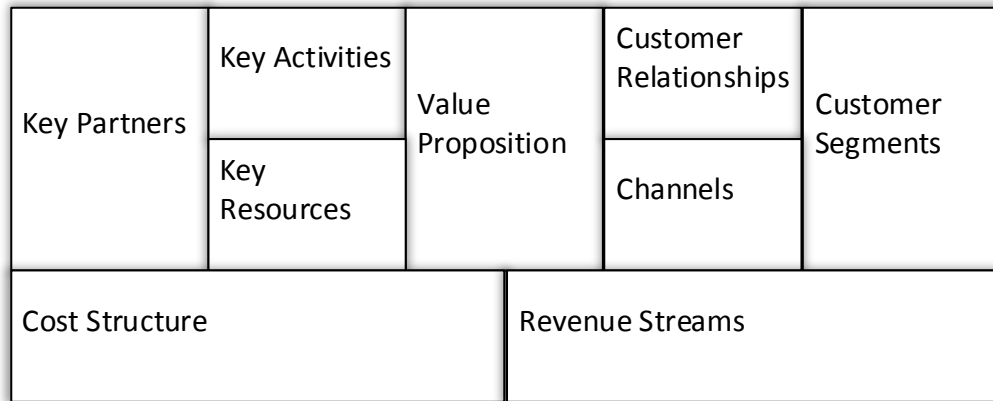 Key Partners
Key Activities
Key
Resources
Value
Proposition
Customer
Relationships
Channels
Customer
Segments
Cost Structure
Revenue Streams